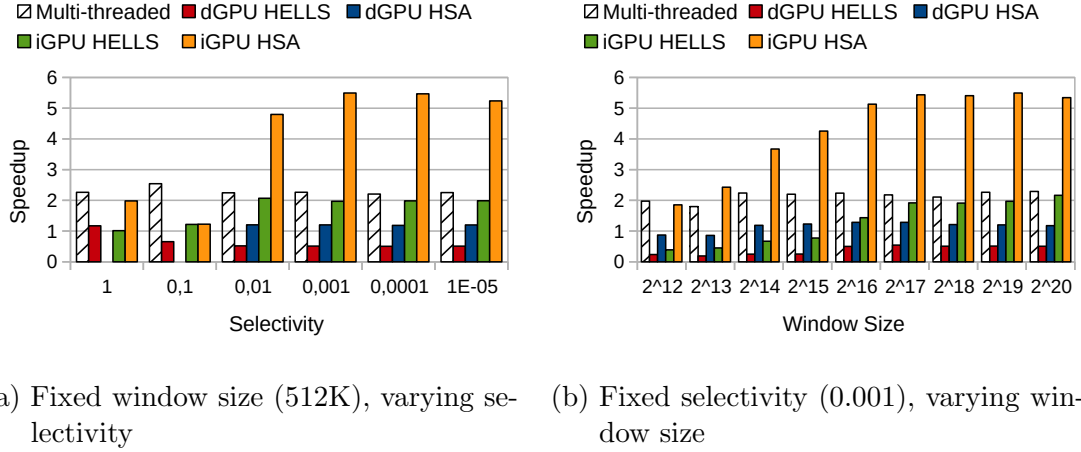 Multi-threaded dGPU HELLS dGPU HSA
iGPU HELLS iGPU HSA
Speedup
6
5
4
3
2
1
0
1 0,1 0,01 0,001 0,0001 1E-05
Selectivity
a) Fixed window size (512K), varying se-
lectivity
Multi-threaded dGPU HELLS dGPU HSA
iGPU HELLS iGPU HSA
Speedup
6
5
4
3
2
1
0
2^12 2^13 2^14 2^15 2^16 2^17 2^18 2^19 2^20
Window Size
(b) Fixed selectivity (0.001), varying win-
dow size